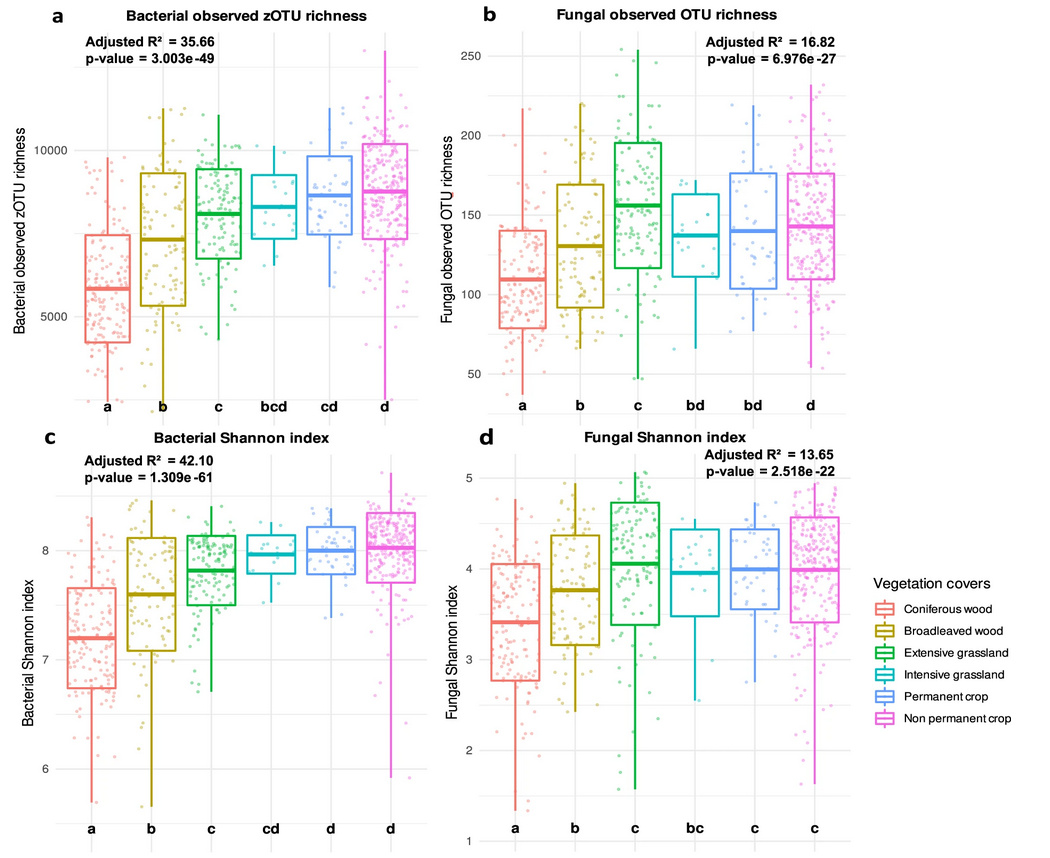 a
Bacterial observed zOTU richness
Adjusted R² = 35.66
p-value = 3.003e-49
Bacterial observed zOTU richness
10000
5000
a b c bcd cd d
b
Fungal observed OTU richness
Adjusted R² = 16.82
p-value = 6.976e-27
Fungal observed OTU richness
250
200
150
100
50
a b c bd bd d
c
Bacterial Shannon index
Adjusted R² = 42.10
p-value = 1.309e-61
Bacterial Shannon index
8
7
6
a b c cd d d
d
Fungal Shannon index
Adjusted R² = 13.65
p-value = 2.518e-22
Fungal Shannon index
5
4
3
2
1
a b c bc c c
Vegetation covers
Coniferous wood
Broadleaved wood
Extensive grassland
Intensive grassland
Permanent crop
Non permanent crop